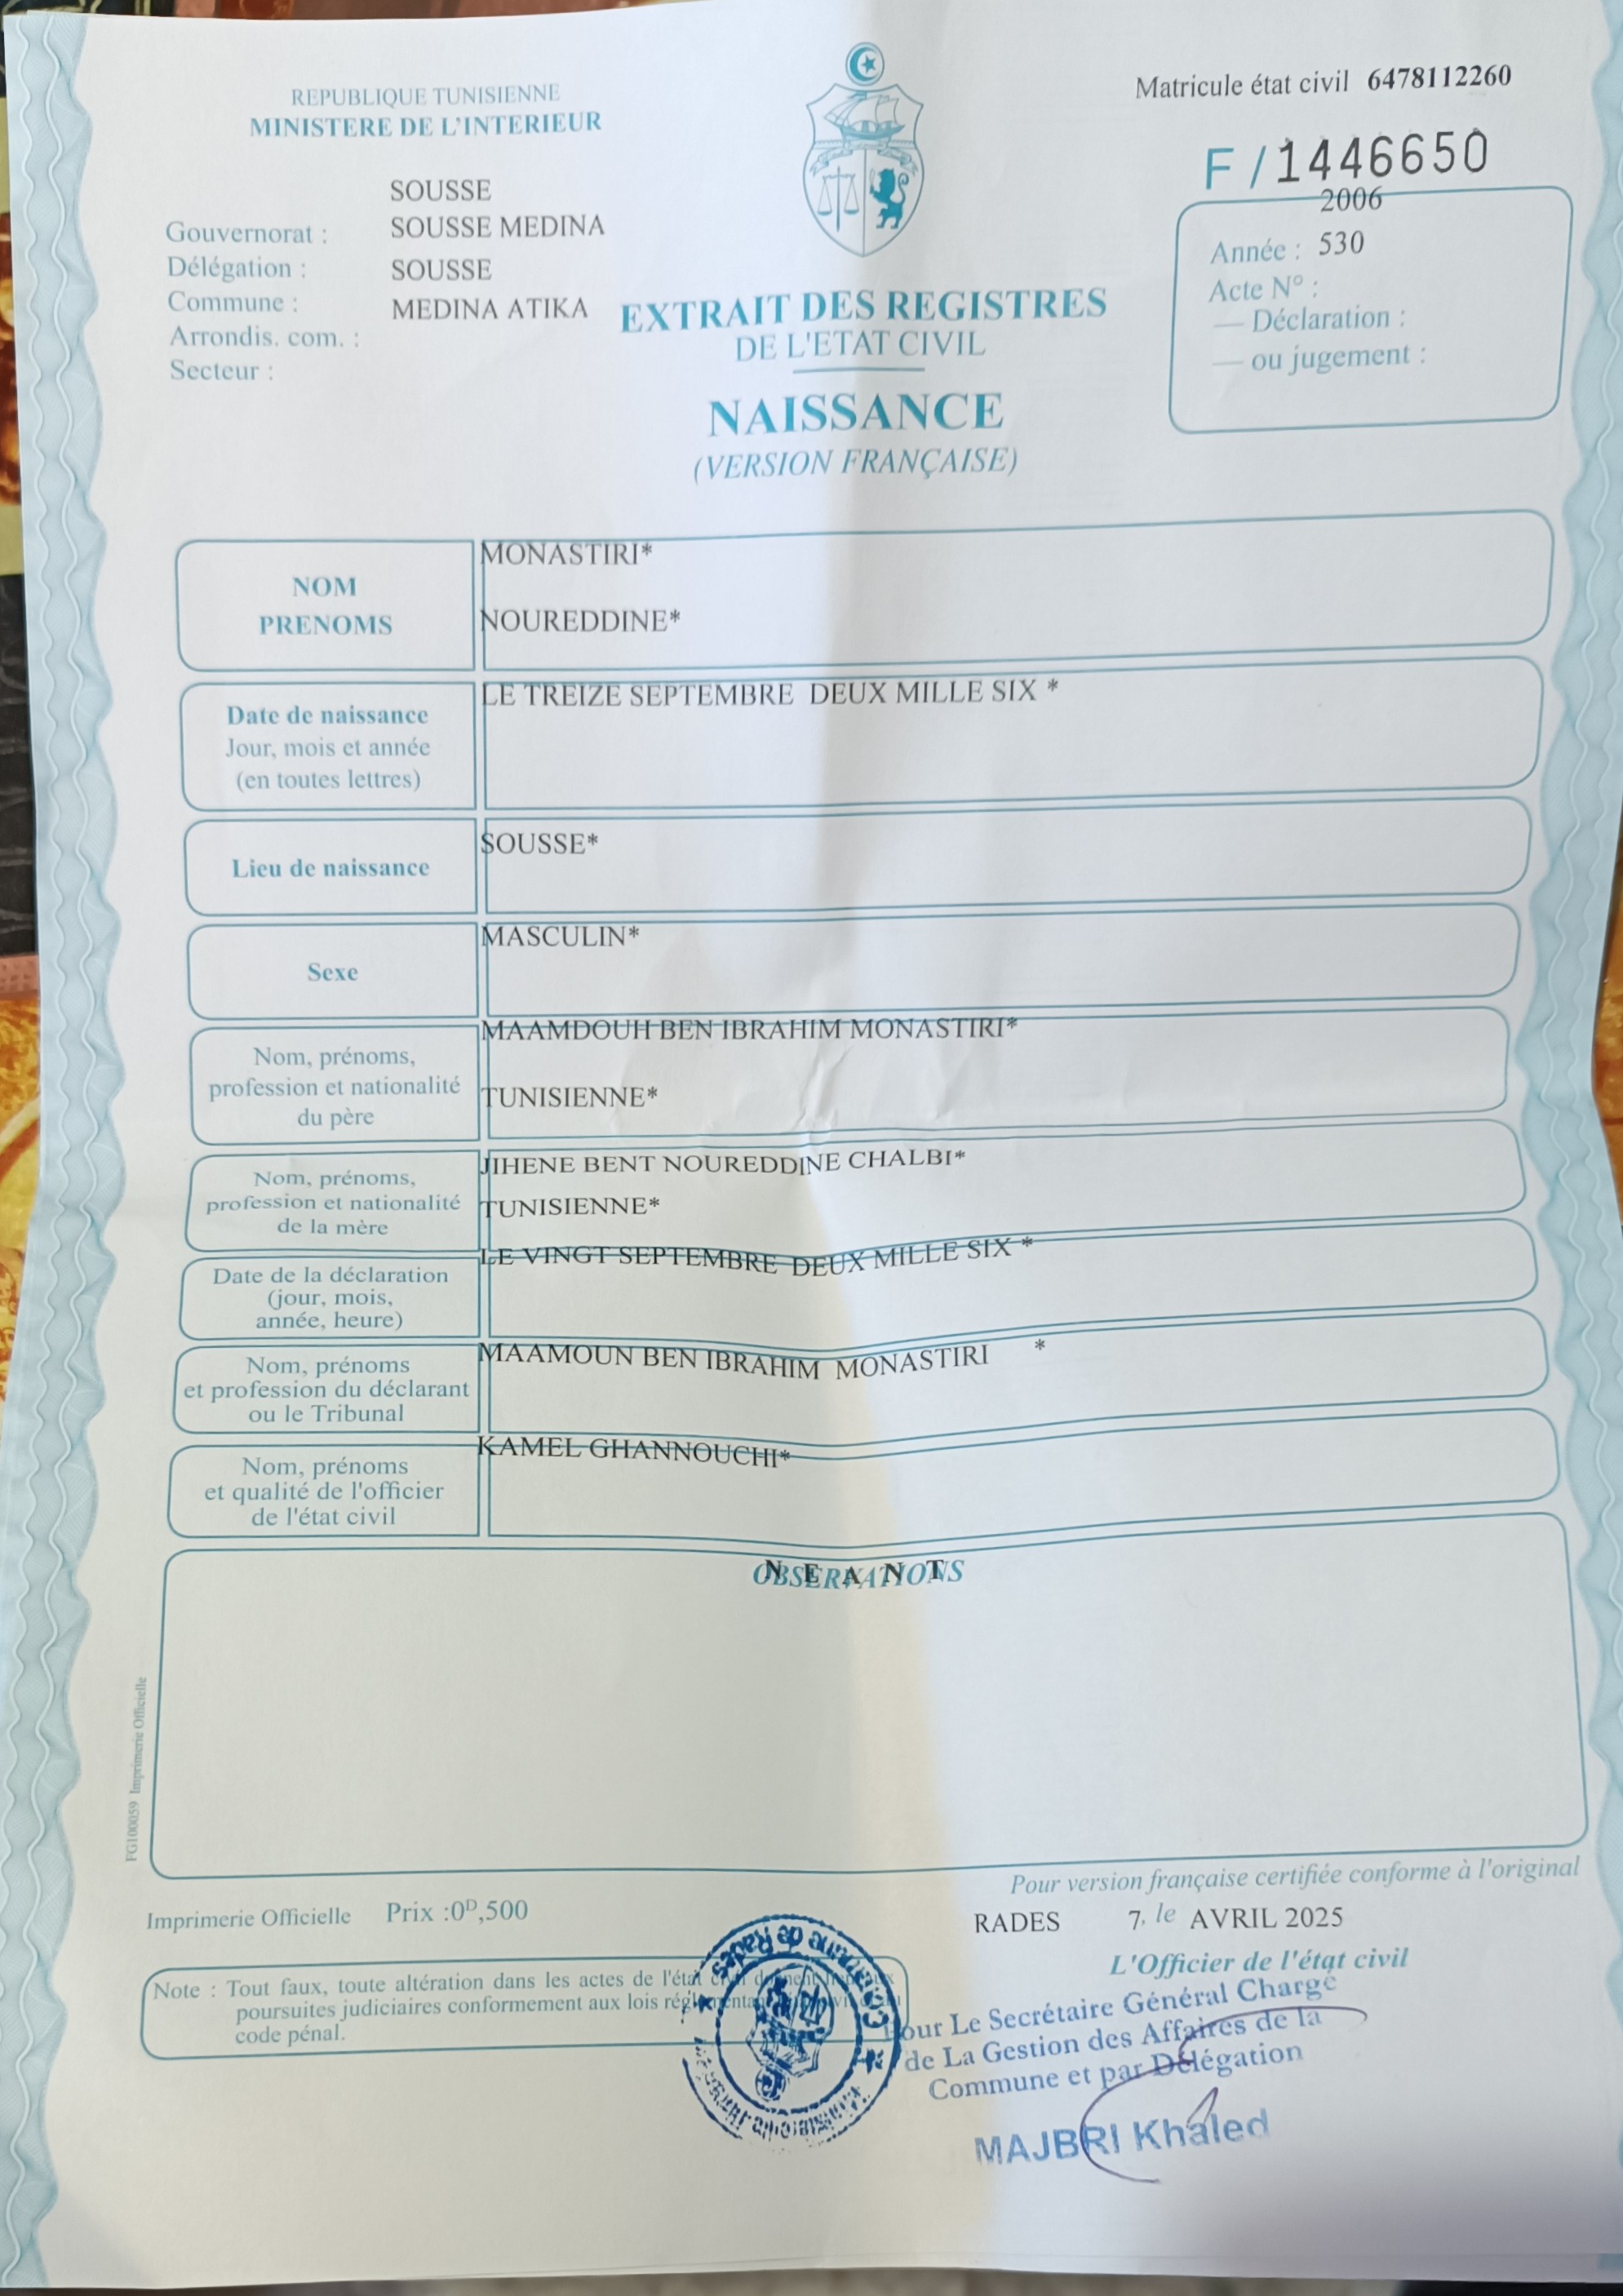 REPUBLIQUE TUNISIENNE
MINISTERE DE L'INTERIEUR
Matricule état civil 6478112260
F / 1446650
SOUSSE
Gouvernorat : SOUSSE MEDINA
Délégation : SOUSSE
Commune : MEDINA ATIKA
Arrondis. com. :
Secteur :
EXTRAIT DES REGISTRES
DE L'ETAT CIVIL
NAISSANCE
(VERSION FRANÇAISE)
2006
Année : 530
Acte N° :
— Déclaration :
— ou jugement :
NOM
PRENOMS
MONASTIRI*
NOUREDDINE*
Date de naissance
Jour, mois et année
(en toutes lettres)
LE TREIZE SEPTEMBRE DEUX MILLE SIX *
Lieu de naissance
SOUSSE*
Sexe
MASCULIN*
Nom, prénoms,
profession et nationalité
du père
MAAMDOUH BEN IBRAHIM MONASTIRI*
TUNISIENNE*
Nom, prénoms,
profession et nationalité
de la mère
JIHENE BENT NOUREDDINE CHALBI*
TUNISIENNE*
Date de la déclaration
(jour, mois,
année, heure)
LE VINGT SEPTEMBRE DEUX MILLE SIX *
Nom, prénoms
et profession du déclarant
ou le Tribunal
MAAMOUN BEN IBRAHIM MONASTIRI *
Nom, prénoms
et qualité de l'officier
de l'état civil
KAMEL GHANNOUCHI*
OBSERVATIONS
N E A N T
FG100059 Imprimerie Officielle
Pour version française certifiée conforme à l'original
Imprimerie Officielle Prix :0D,500
RADES 7, le AVRIL 2025
L'Officier de l'état civil
Note : Tout faux, toute altération dans les actes de l'état civil
poursuites judiciaires conformement aux lois
code pénal.
Commune de Rades
Pour Le Secrétaire Général Chargé
de La Gestion des Affaires de la
Commune et par Délégation
MAJBRI Khaled